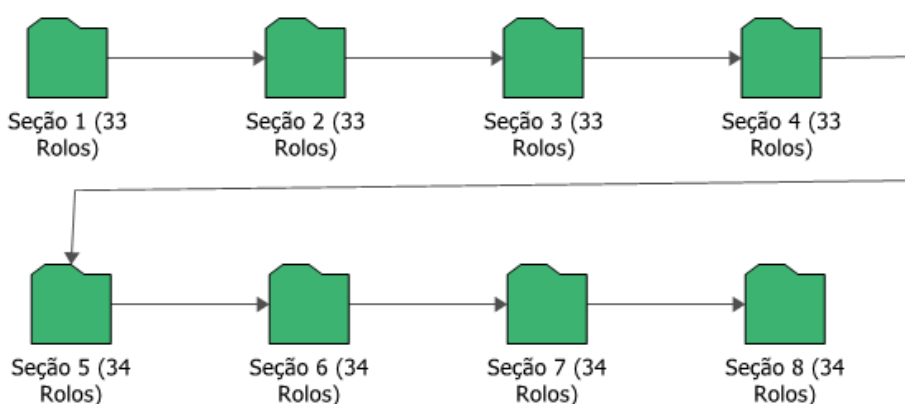 Seção 1 (33
Rolos)
Seção 2 (33
Rolos)
Seção 3 (33
Rolos)
Seção 4 (33
Rolos)
Seção 5 (34
Rolos)
Seção 6 (34
Rolos)
Seção 7 (34
Rolos)
Seção 8 (34
Rolos)